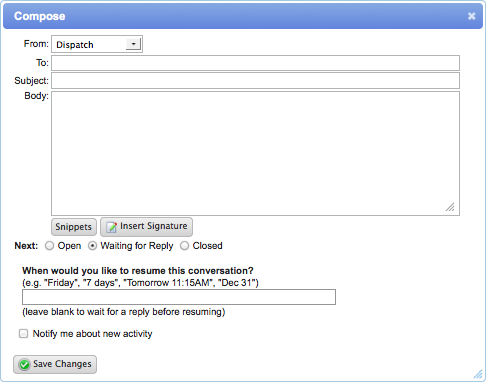 Compose
From: Dispatch
To:
Subject:
Body:
Snippets Insert Signature
Next: Open Waiting for Reply Closed
When would you like to resume this conversation?
(e.g. "Friday", "7 days", "Tomorrow 11:15AM", "Dec 31")
(leave blank to wait for a reply before resuming)
Notify me about new activity
Save Changes